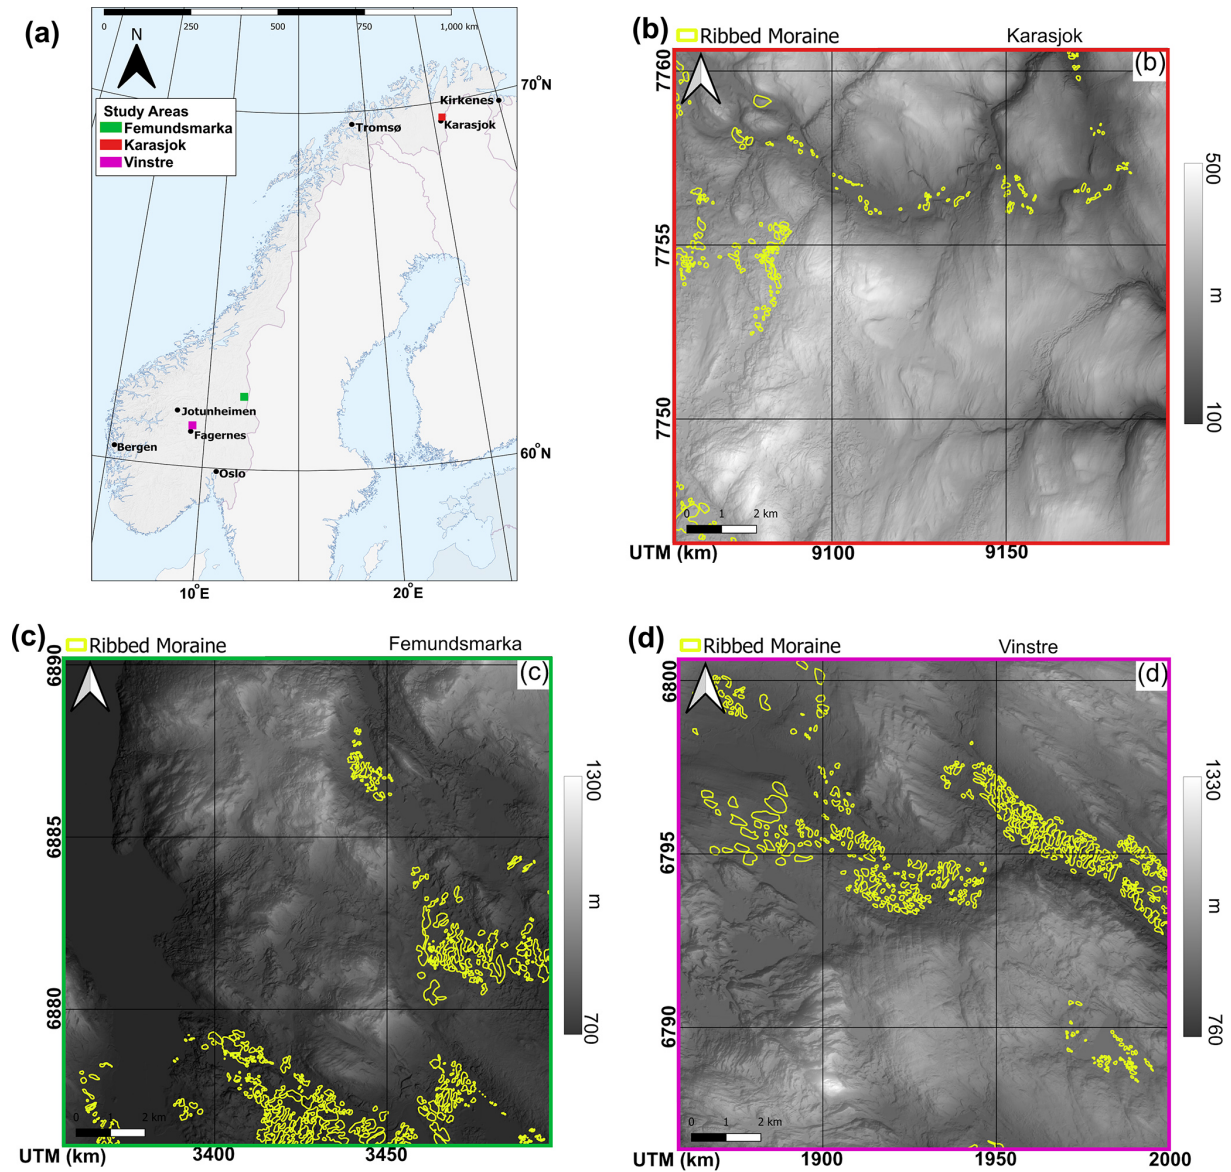 (a)
0 250 500 750 1,000 km
N
70°N
Study Areas
Femundsmarka
Karasjok
Vinstre
Kirkenes
Karasjok
Tromsø
Jotunheimen
Fagernes
Bergen
Oslo
60°N
10°E 20°E
(b) Ribbed Moraine Karasjok
(b)
7760
7755
7750
0 1 2 km
UTM (km) 9100 9150
500
m
100
(c) Ribbed Moraine Femundsmarka
(c)
6890
6885
6880
0 1 2 km
UTM (km) 3400 3450
1300
m
700
(d) Ribbed Moraine Vinstre
(d)
6800
6795
6790
0 1 2 km
UTM (km) 1900 1950 2000
1330
m
760